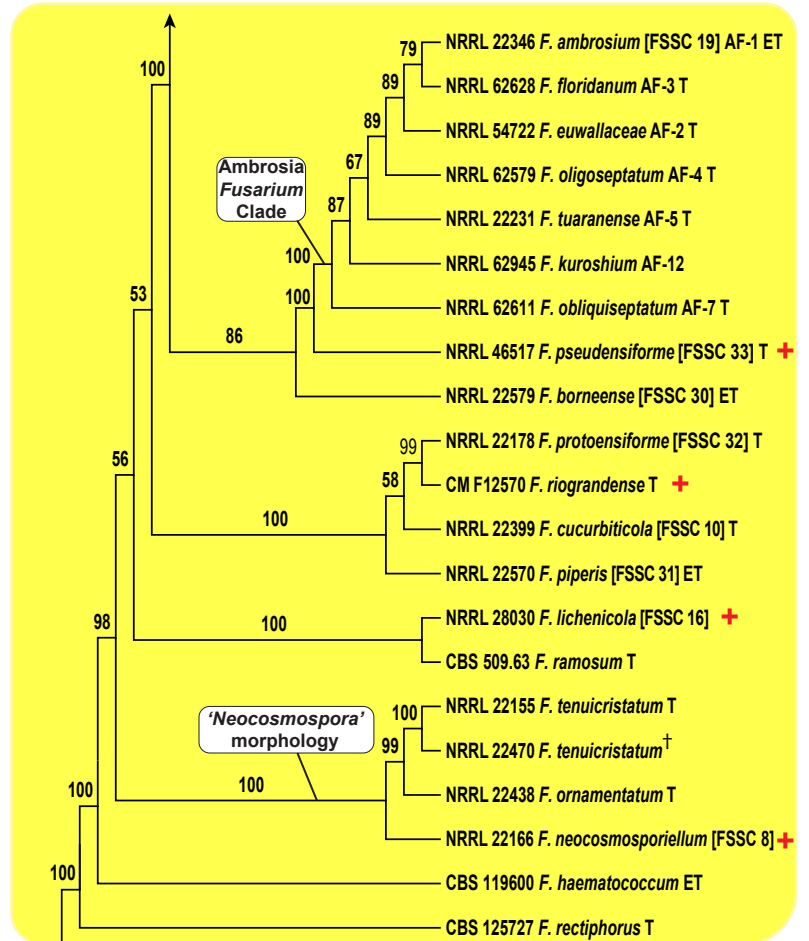 NRRL 22346 F. ambrosium [FSSC 19] AF-1 ET
79
NRRL 62628 F. floridanum AF-3 T
100
89
NRRL 54722 F. euwallaceae AF-2 T
89
NRRL 62579 F. oligoseptatum AF-4 T
Ambrosia
Fusarium
Clade
67
NRRL 22231 F. tuaranense AF-5 T
87
NRRL 62945 F. kuroshium AF-12
100
NRRL 62611 F. obliquiseptatum AF-7 T
53
100
NRRL 46517 F. pseudensiforme [FSSC 33] T +
86
NRRL 22579 F. borneense [FSSC 30] ET
NRRL 22178 F. protoensiforme [FSSC 32] T
99
CM F12570 F. riograndense T +
56
58
NRRL 22399 F. cucurbiticola [FSSC 10] T
100
NRRL 22570 F. piperis [FSSC 31] ET
NRRL 28030 F. lichenicola [FSSC 16] +
98
100
CBS 509.63 F. ramosum T
NRRL 22155 F. tenuicristatum T
‘Neocosmospora’
morphology
100
NRRL 22470 F. tenuicristatum†
99
NRRL 22438 F. ornamentatum T
100
100
NRRL 22166 F. neocosmosporiellum [FSSC 8] +
CBS 119600 F. haematococcum ET
100
CBS 125727 F. rectiphorus T